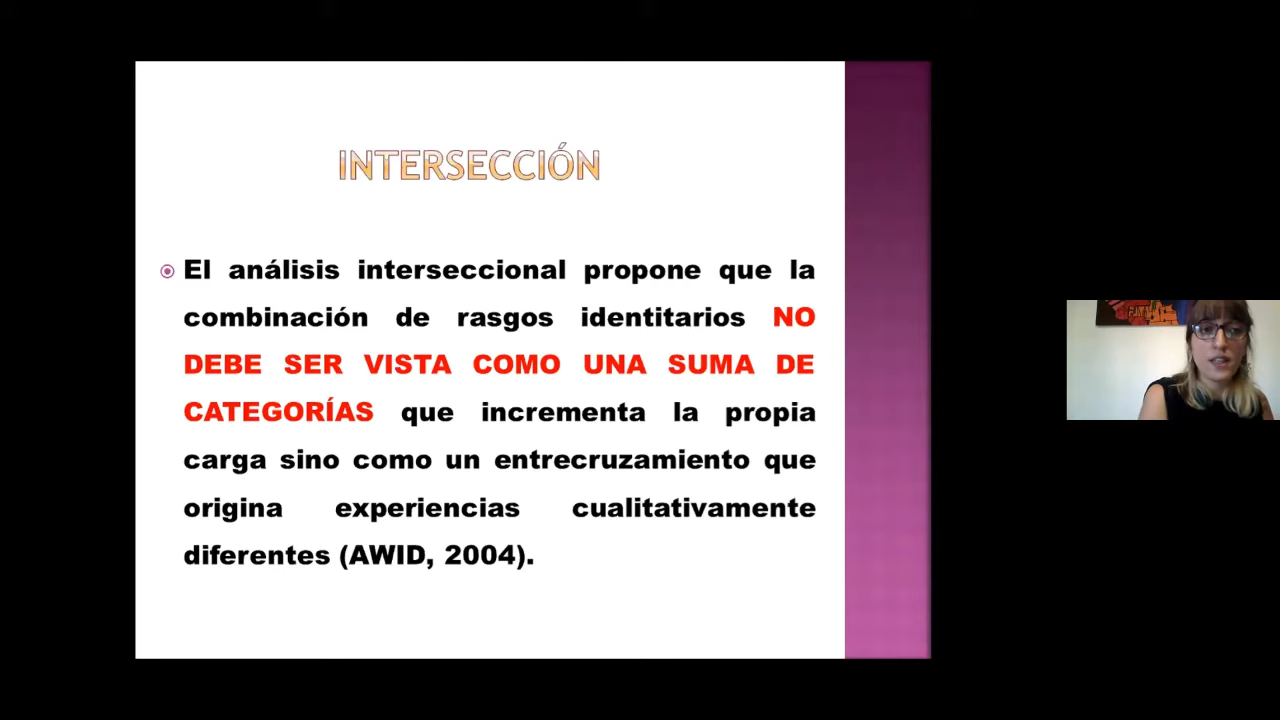 INTERSECCIÓN
El análisis interseccional propone que la
combinación de rasgos identitarios NO
DEBE SER VISTA COMO UNA SUMA DE
CATEGORÍAS que incrementa la propia
carga sino como un entrecruzamiento que
origina experiencias cualitativamente
diferentes (AWID, 2004).